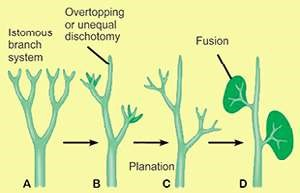 Overtopping
or unequal
dischotomy
Istomous
branch
system
Fusion
Planation
A
B
C
D